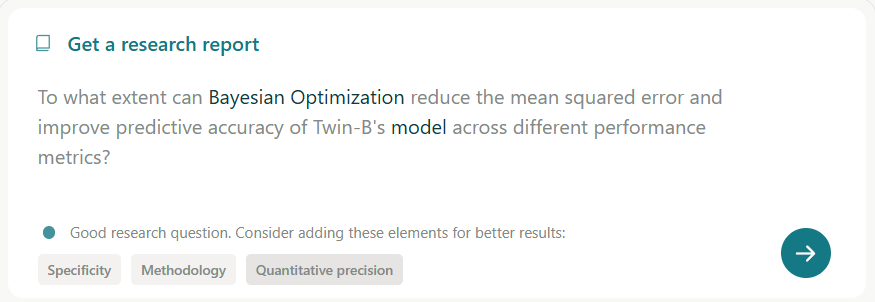 Get a research report
To what extent can Bayesian Optimization reduce the mean squared error and
improve predictive accuracy of Twin-B's model across different performance
metrics?
Good research question. Consider adding these elements for better results:
Specificity Methodology Quantitative precision